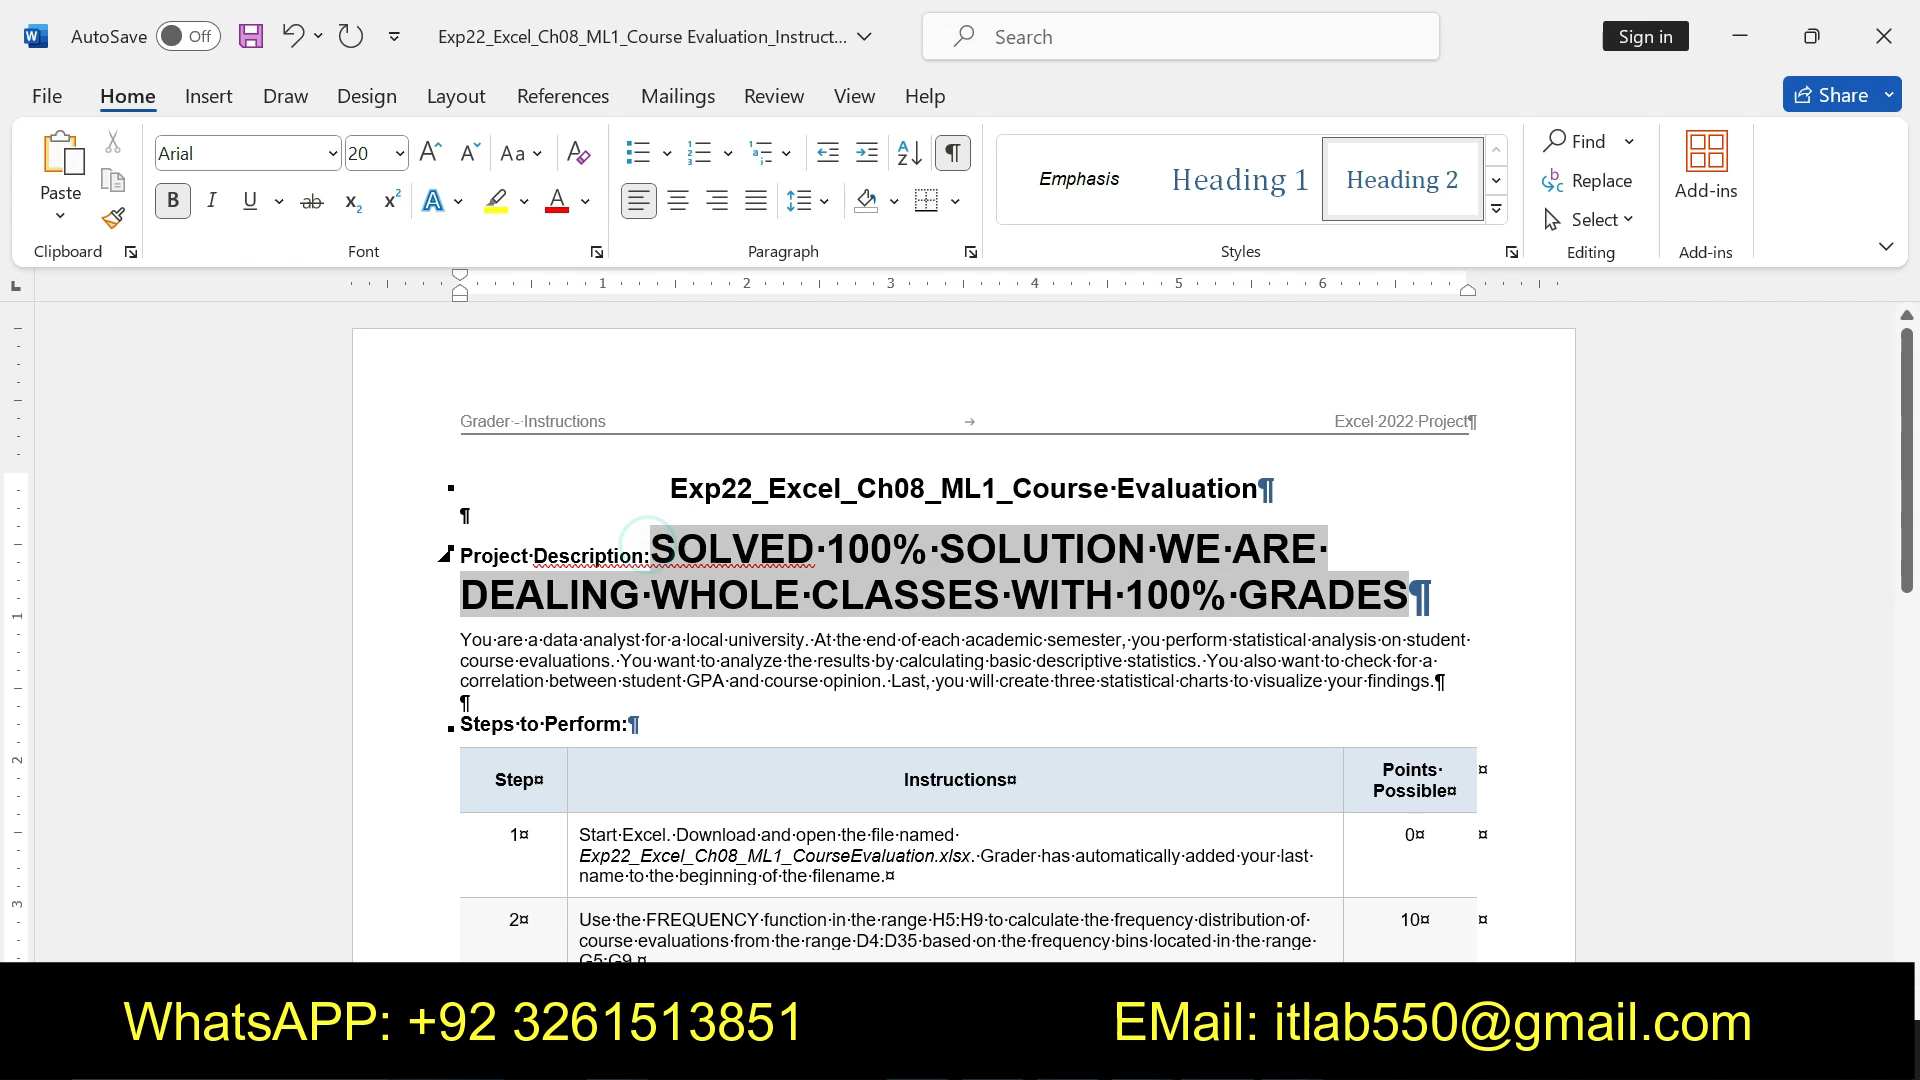 AutoSave Off Exp22_Excel_Ch08_ML1_Course Evaluation_Instruct... Search Sign in
File Home Insert Draw Design Layout References Mailings Review View Help Share
Paste Arial 20 Aa Emphasis Heading 1 Heading 2 Find Replace Select Add-ins
Clipboard Font Paragraph Styles Editing Add-ins
1 2 3 4 5 6
Grader - Instructions → Excel 2022 Project¶
Exp22_Excel_Ch08_ML1_Course·Evaluation¶
¶
Project·Description:SOLVED·100%·SOLUTION·WE·ARE·
DEALING·WHOLE·CLASSES·WITH·100%·GRADES¶
You·are·a·data·analyst·for·a·local·university.·At·the·end·of·each·academic·semester,·you·perform·statistical·analysis·on·student·
course·evaluations.·You·want·to·analyze·the·results·by·calculating·basic·descriptive·statistics.·You·also·want·to·check·for·a·
correlation·between·student·GPA·and·course·opinion.·Last,·you·will·create·three·statistical·charts·to·visualize·your·findings.¶
¶
Steps·to·Perform:¶
Step¤ Instructions¤ Points·
Possible¤ ¤
1¤ Start·Excel.·Download·and·open·the·file·named· 0¤ ¤
Exp22_Excel_Ch08_ML1_CourseEvaluation.xlsx.·Grader·has·automatically·added·your·last·
name·to·the·beginning·of·the·filename.¤
2¤ Use·the·FREQUENCY·function·in·the·range·H5:H9·to·calculate·the·frequency·distribution·of· 10¤ ¤
course·evaluations·from·the·range·D4:D35·based·on·the·frequency·bins·located·in·the·range·
G5:G9.¤
WhatsAPP: +92 3261513851 EMail: itlab550@gmail.com